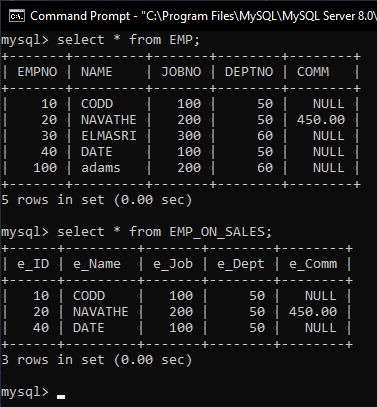 Command Prompt - "C:\Program Files\MySQL\MySQL Server 8.0\
mysql> select * from EMP;
+-------+---------+-------+--------+--------+
| EMPNO | NAME    | JOBNO | DEPTNO | COMM   |
+-------+---------+-------+--------+--------+
|    10 | CODD    |   100 |     50 |   NULL |
|    20 | NAVATHE |   200 |     50 | 450.00 |
|    30 | ELMASRI |   300 |     60 |   NULL |
|    40 | DATE    |   100 |     50 |   NULL |
|   100 | adams   |   200 |     60 |   NULL |
+-------+---------+-------+--------+--------+
5 rows in set (0.00 sec)
mysql> select * from EMP_ON_SALES;
+------+---------+-------+--------+--------+
| e_ID | e_Name  | e_Job | e_Dept | e_Comm |
+------+---------+-------+--------+--------+
|   10 | CODD    |   100 |     50 |   NULL |
|   20 | NAVATHE |   200 |     50 | 450.00 |
|   40 | DATE    |   100 |     50 |   NULL |
+------+---------+-------+--------+--------+
3 rows in set (0.00 sec)
mysql> _